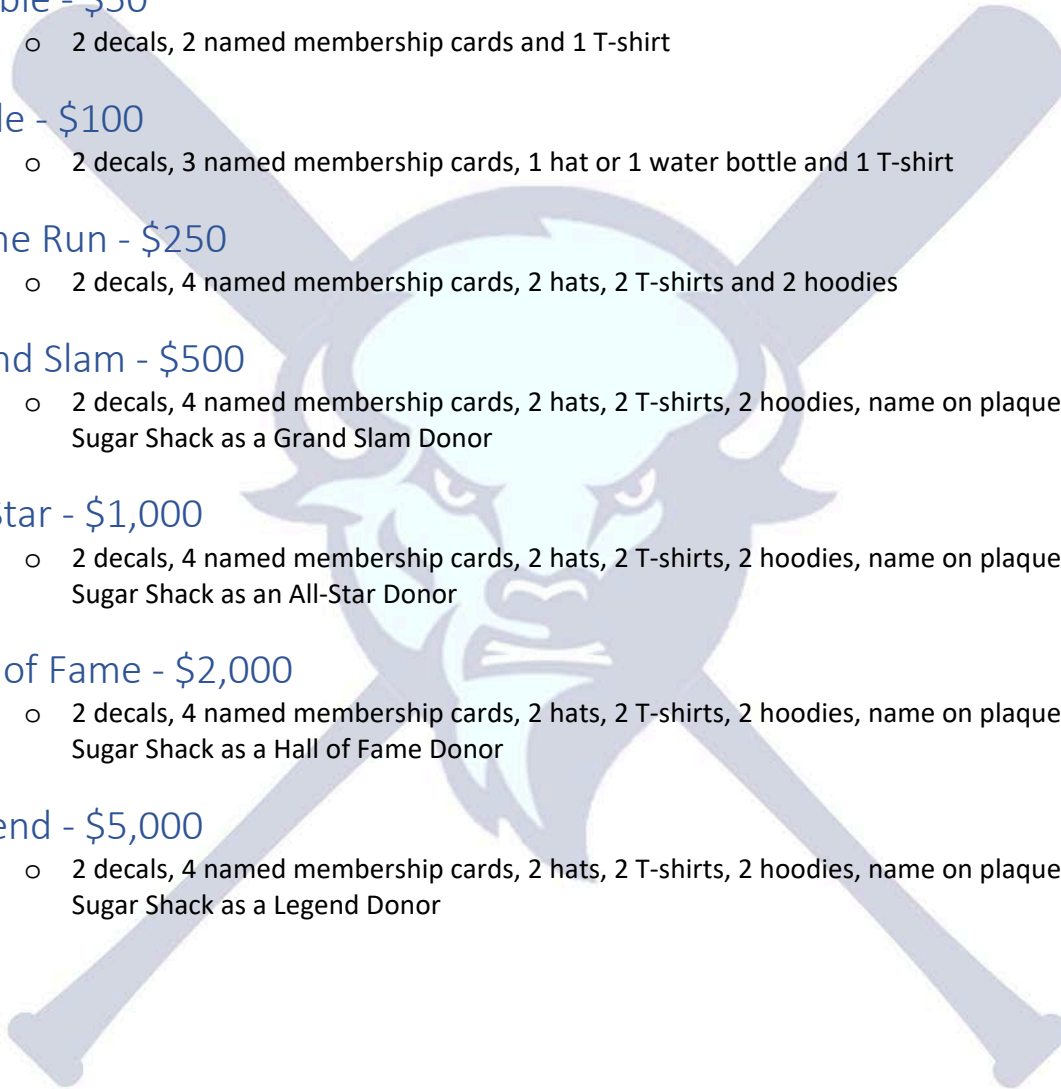 ble - $50
o 2 decals, 2 named membership cards and 1 T-shirt
le - $100
o 2 decals, 3 named membership cards, 1 hat or 1 water bottle and 1 T-shirt
ne Run - $250
o 2 decals, 4 named membership cards, 2 hats, 2 T-shirts and 2 hoodies
nd Slam - $500
o 2 decals, 4 named membership cards, 2 hats, 2 T-shirts, 2 hoodies, name on plaque
Sugar Shack as a Grand Slam Donor
Star - $1,000
o 2 decals, 4 named membership cards, 2 hats, 2 T-shirts, 2 hoodies, name on plaque
Sugar Shack as an All-Star Donor
of Fame - $2,000
o 2 decals, 4 named membership cards, 2 hats, 2 T-shirts, 2 hoodies, name on plaque
Sugar Shack as a Hall of Fame Donor
end - $5,000
o 2 decals, 4 named membership cards, 2 hats, 2 T-shirts, 2 hoodies, name on plaque
Sugar Shack as a Legend Donor